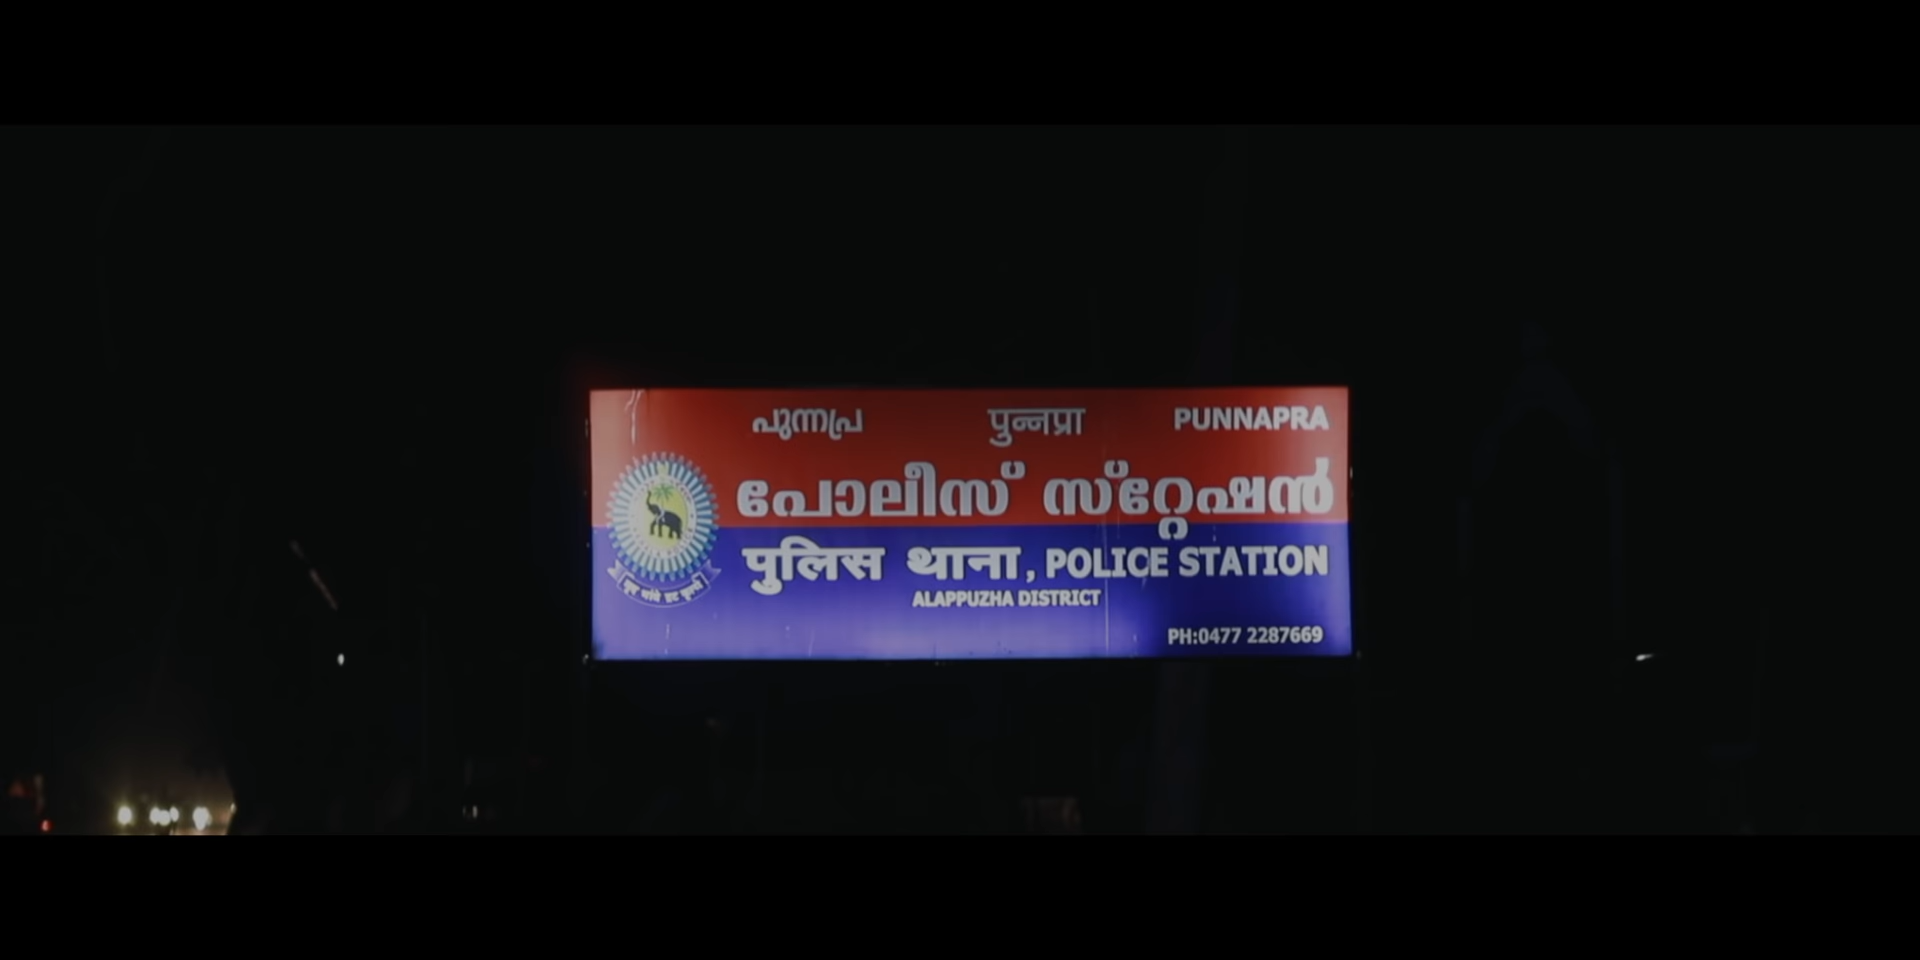 പുന്നപ്ര पुन्नप्रा PUNNAPRA
പോലീസ് സ്റ്റേഷൻ
पुलिस थाना, POLICE STATION
ALAPPUZHA DISTRICT
PH:0477 2287669